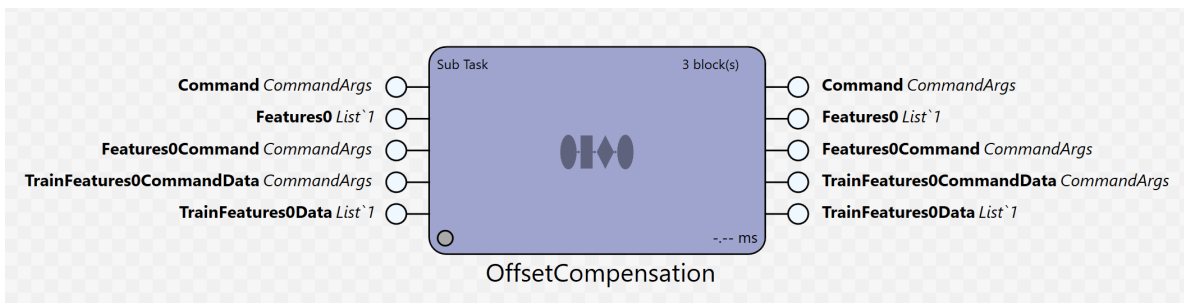 Sub Task 3 block(s)
Command CommandArgs
Features0 List`1
Features0Command CommandArgs
TrainFeatures0CommandData CommandArgs
TrainFeatures0Data List`1
Command CommandArgs
Features0 List`1
Features0Command CommandArgs
TrainFeatures0CommandData CommandArgs
TrainFeatures0Data List`1
-.-- ms
OffsetCompensation